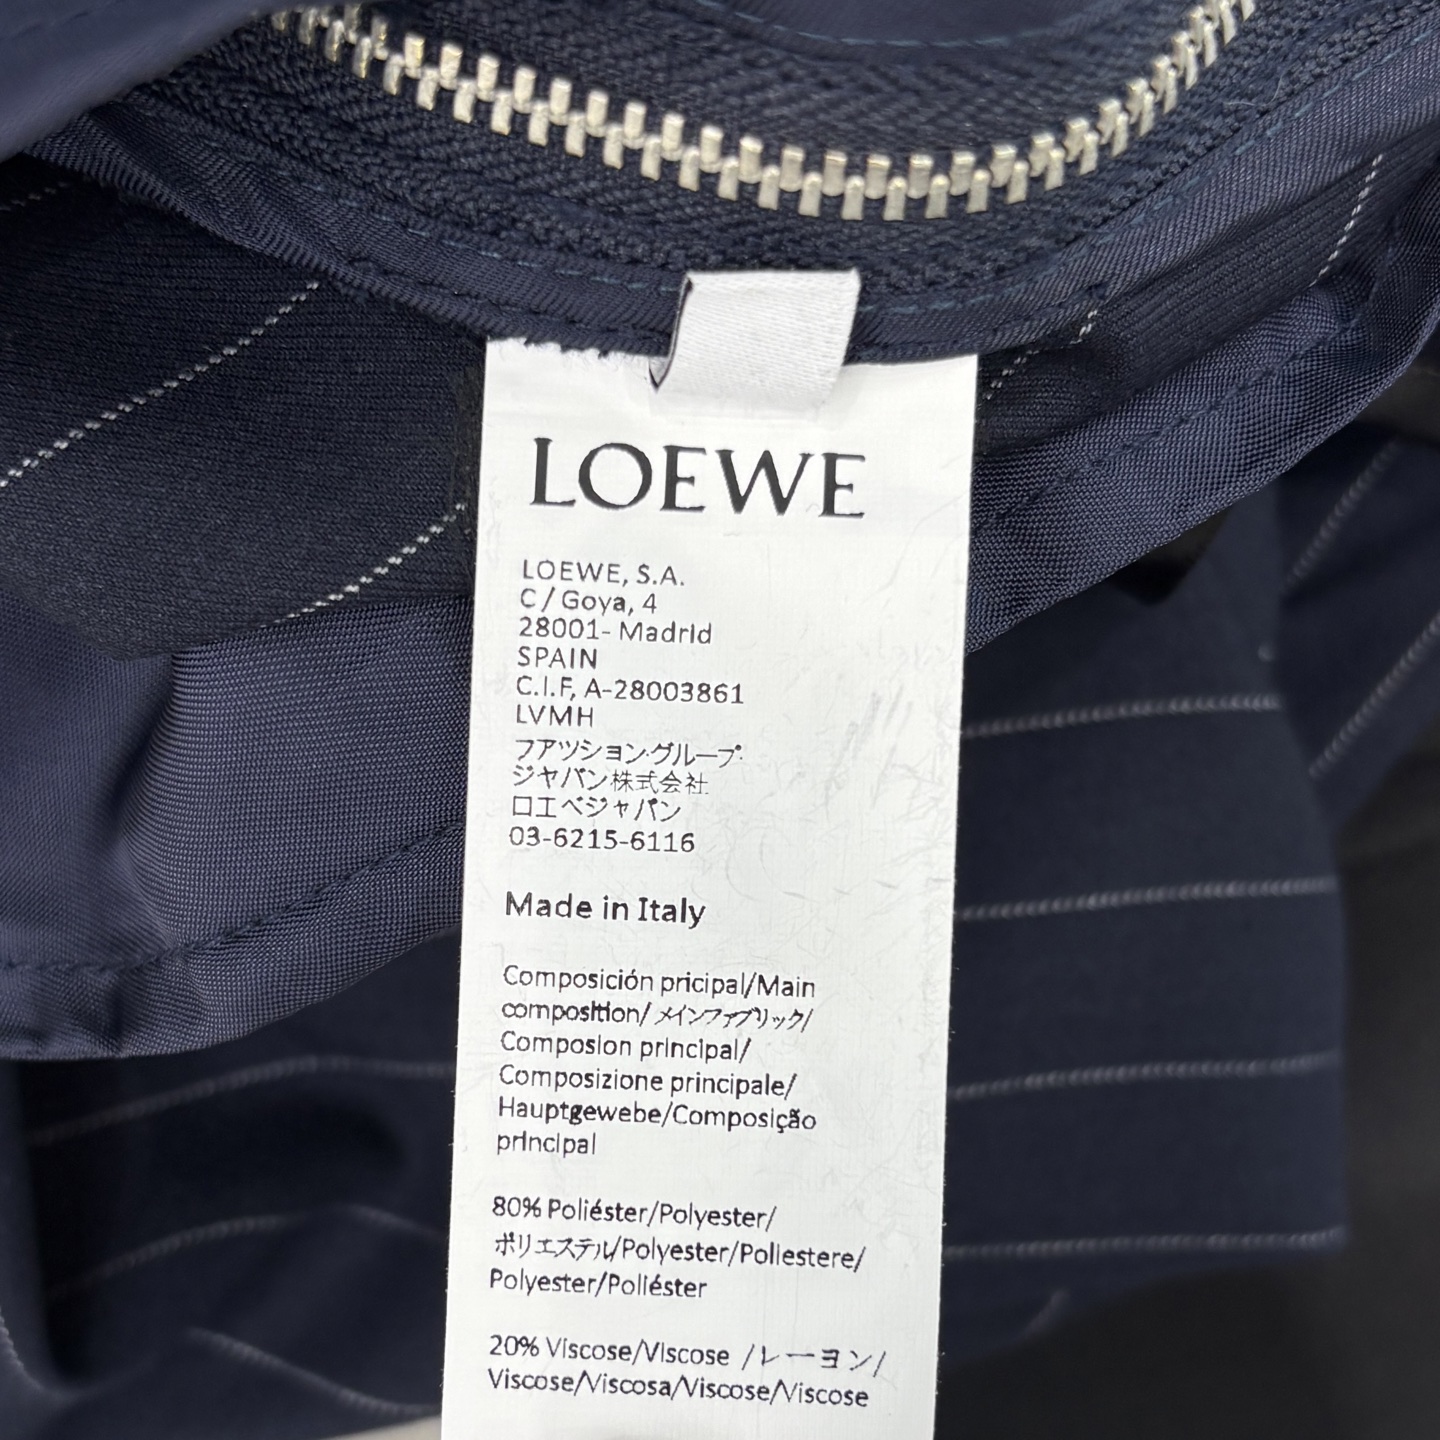 LOEWE
LOEWE, S.A.
C / Goya, 4
28001- Madrid
SPAIN
C.I.F, A-28003861
LVMH
フアツション·グループ·
ジャパン株式会社
ロエベジャパン
03-6215-6116
Made in Italy
Composición pricipal/Main
composition/ メインファブリック/
Composion principal/
Composizione principale/
Hauptgewebe/Composição
principal
80% Poliéster/Polyester/
ポリエステル/Polyester/Poliestere/
Polyester/Poliéster
20% Viscose/Viscose /レーヨン/
Viscose/Viscosa/Viscose/Viscose